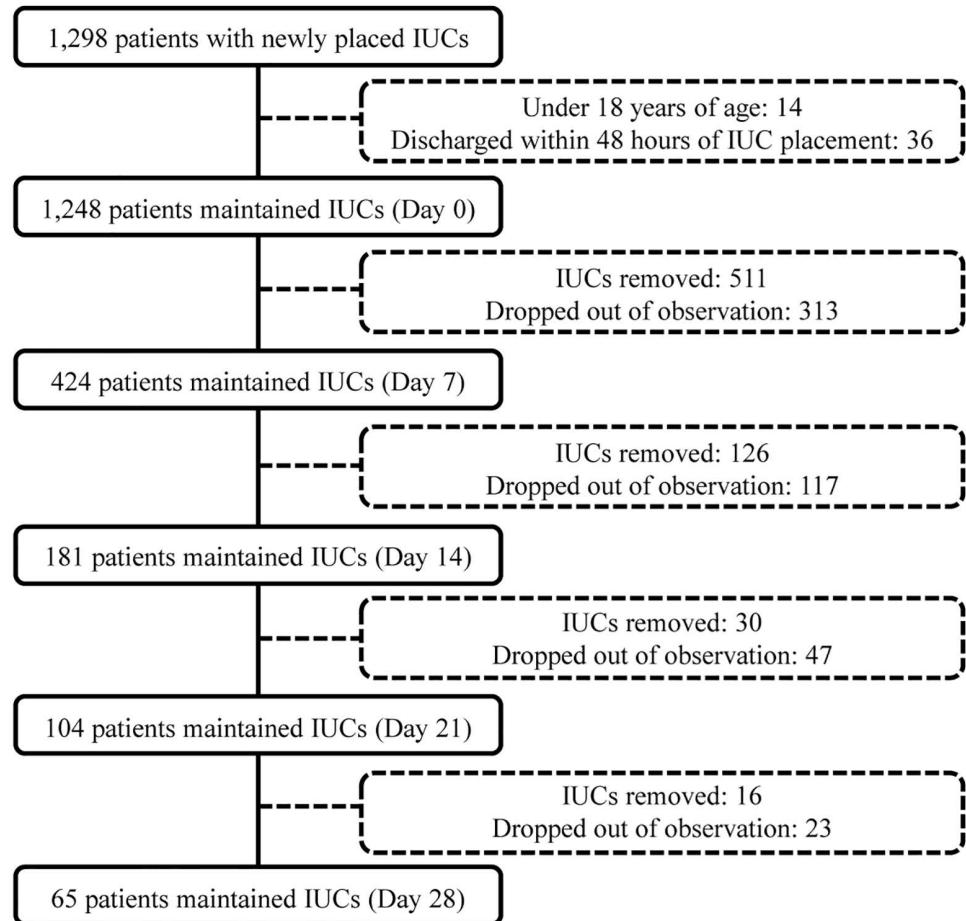 1,298 patients with newly placed IUCs
Under 18 years of age: 14
Discharged within 48 hours of IUC placement: 36
1,248 patients maintained IUCs (Day 0)
IUCs removed: 511
Dropped out of observation: 313
424 patients maintained IUCs (Day 7)
IUCs removed: 126
Dropped out of observation: 117
181 patients maintained IUCs (Day 14)
IUCs removed: 30
Dropped out of observation: 47
104 patients maintained IUCs (Day 21)
IUCs removed: 16
Dropped out of observation: 23
65 patients maintained IUCs (Day 28)